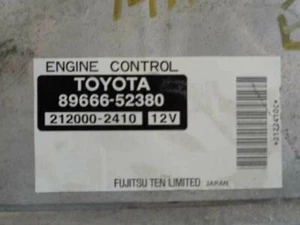 ENGINE CONTROL
TOYOTA
89666-52380
212000-2410 12V
FUJITSU TEN LIMITED JAPAN